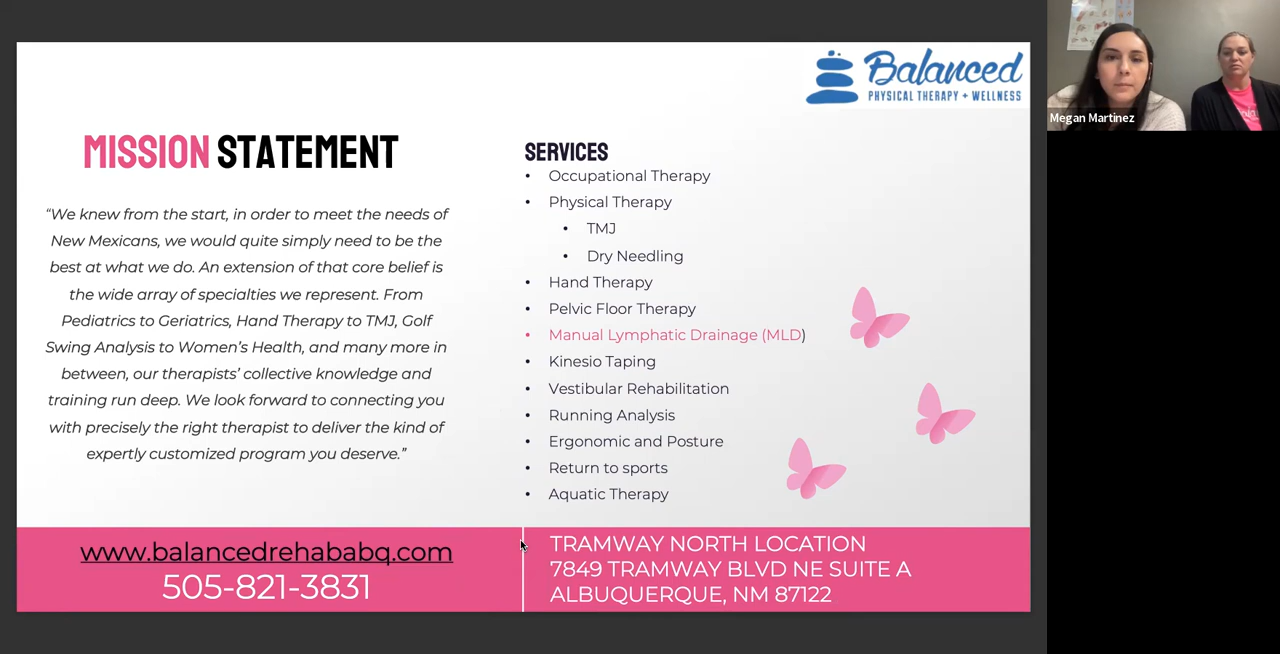 Balanced
PHYSICAL THERAPY + WELLNESS
MISSION STATEMENT
“We knew from the start, in order to meet the needs of
New Mexicans, we would quite simply need to be the
best at what we do. An extension of that core belief is
the wide array of specialties we represent. From
Pediatrics to Geriatrics, Hand Therapy to TMJ, Golf
Swing Analysis to Women’s Health, and many more in
between, our therapists’ collective knowledge and
training run deep. We look forward to connecting you
with precisely the right therapist to deliver the kind of
expertly customized program you deserve.”
SERVICES
• Occupational Therapy
• Physical Therapy
• TMJ
• Dry Needling
• Hand Therapy
• Pelvic Floor Therapy
• Manual Lymphatic Drainage (MLD)
• Kinesio Taping
• Vestibular Rehabilitation
• Running Analysis
• Ergonomic and Posture
• Return to sports
• Aquatic Therapy
www.balancedrehababq.com
505-821-3831
TRAMWAY NORTH LOCATION
7849 TRAMWAY BLVD NE SUITE A
ALBUQUERQUE, NM 87122
Megan Martinez